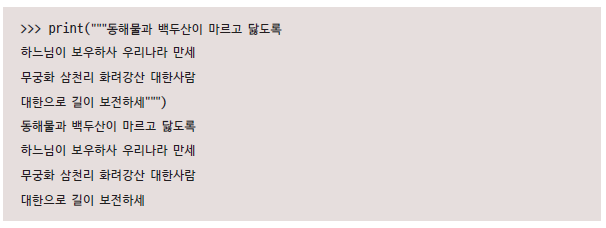 >>> print("""동해물과 백두산이 마르고 닳도록
하느님이 보우하사 우리나라 만세
무궁화 삼천리 화려강산 대한사람
대한으로 길이 보전하세""")
동해물과 백두산이 마르고 닳도록
하느님이 보우하사 우리나라 만세
무궁화 삼천리 화려강산 대한사람
대한으로 길이 보전하세